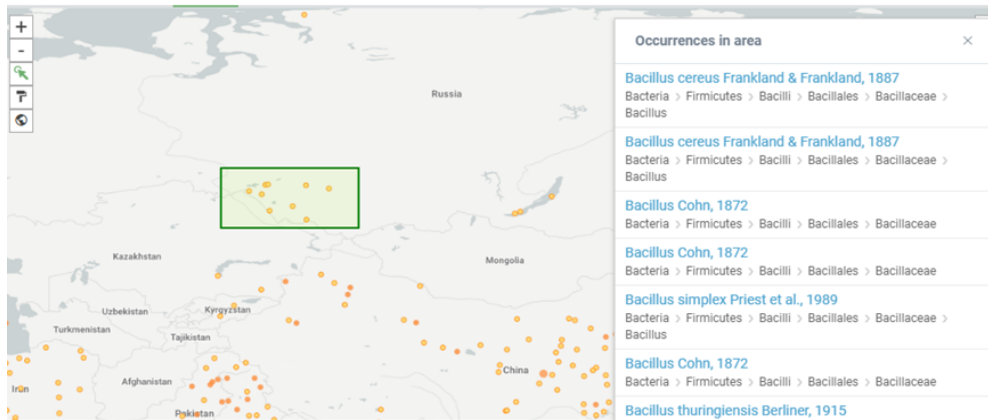 +
-
Russia
Kazakhstan
Mongolia
Uzbekistan
Kyrgyzstan
Turkmenistan
Tajikistan
China
Afghanistan
Iran
Pakistan
Occurrences in area ×
Bacillus cereus Frankland & Frankland, 1887
Bacteria > Firmicutes > Bacilli > Bacillales > Bacillaceae >
Bacillus
Bacillus cereus Frankland & Frankland, 1887
Bacteria > Firmicutes > Bacilli > Bacillales > Bacillaceae >
Bacillus
Bacillus Cohn, 1872
Bacteria > Firmicutes > Bacilli > Bacillales > Bacillaceae
Bacillus Cohn, 1872
Bacteria > Firmicutes > Bacilli > Bacillales > Bacillaceae
Bacillus simplex Priest et al., 1989
Bacteria > Firmicutes > Bacilli > Bacillales > Bacillaceae >
Bacillus
Bacillus Cohn, 1872
Bacteria > Firmicutes > Bacilli > Bacillales > Bacillaceae
Bacillus thuringiensis Berliner, 1915